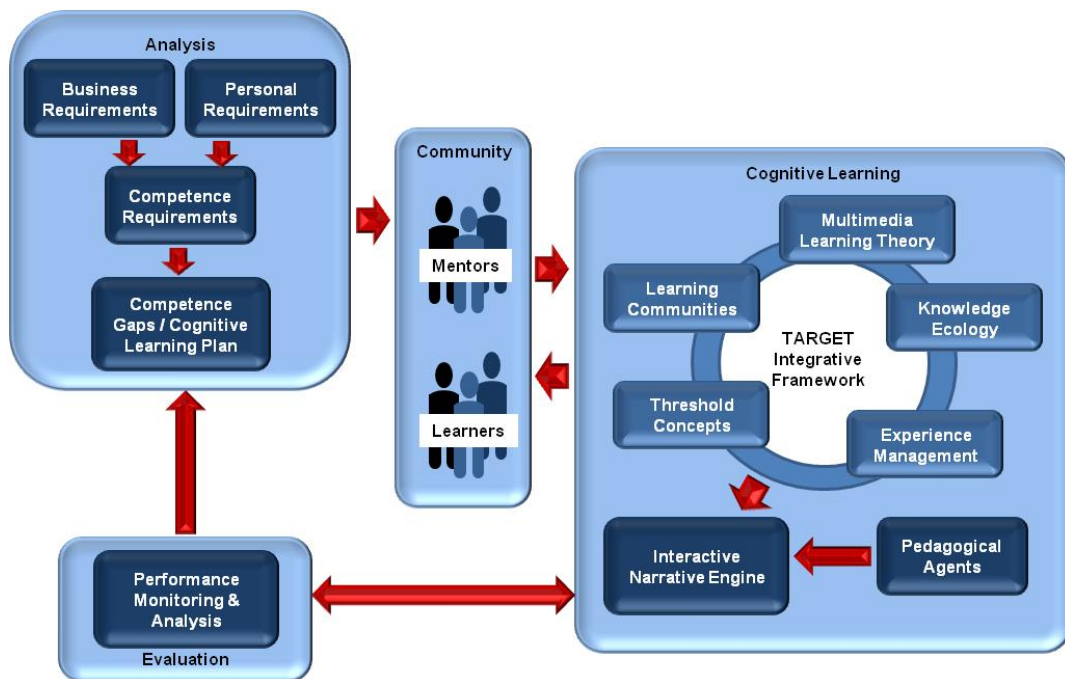 Analysis
Business
Requirements
Personal
Requirements
Competence
Requirements
Competence
Gaps / Cognitive
Learning Plan
Community
Mentors
Learners
Cognitive Learning
Multimedia
Learning Theory
Learning
Communities
Knowledge
Ecology
TARGET
Integrative
Framework
Threshold
Concepts
Experience
Management
Interactive
Narrative Engine
Pedagogical
Agents
Performance
Monitoring &
Analysis
Evaluation